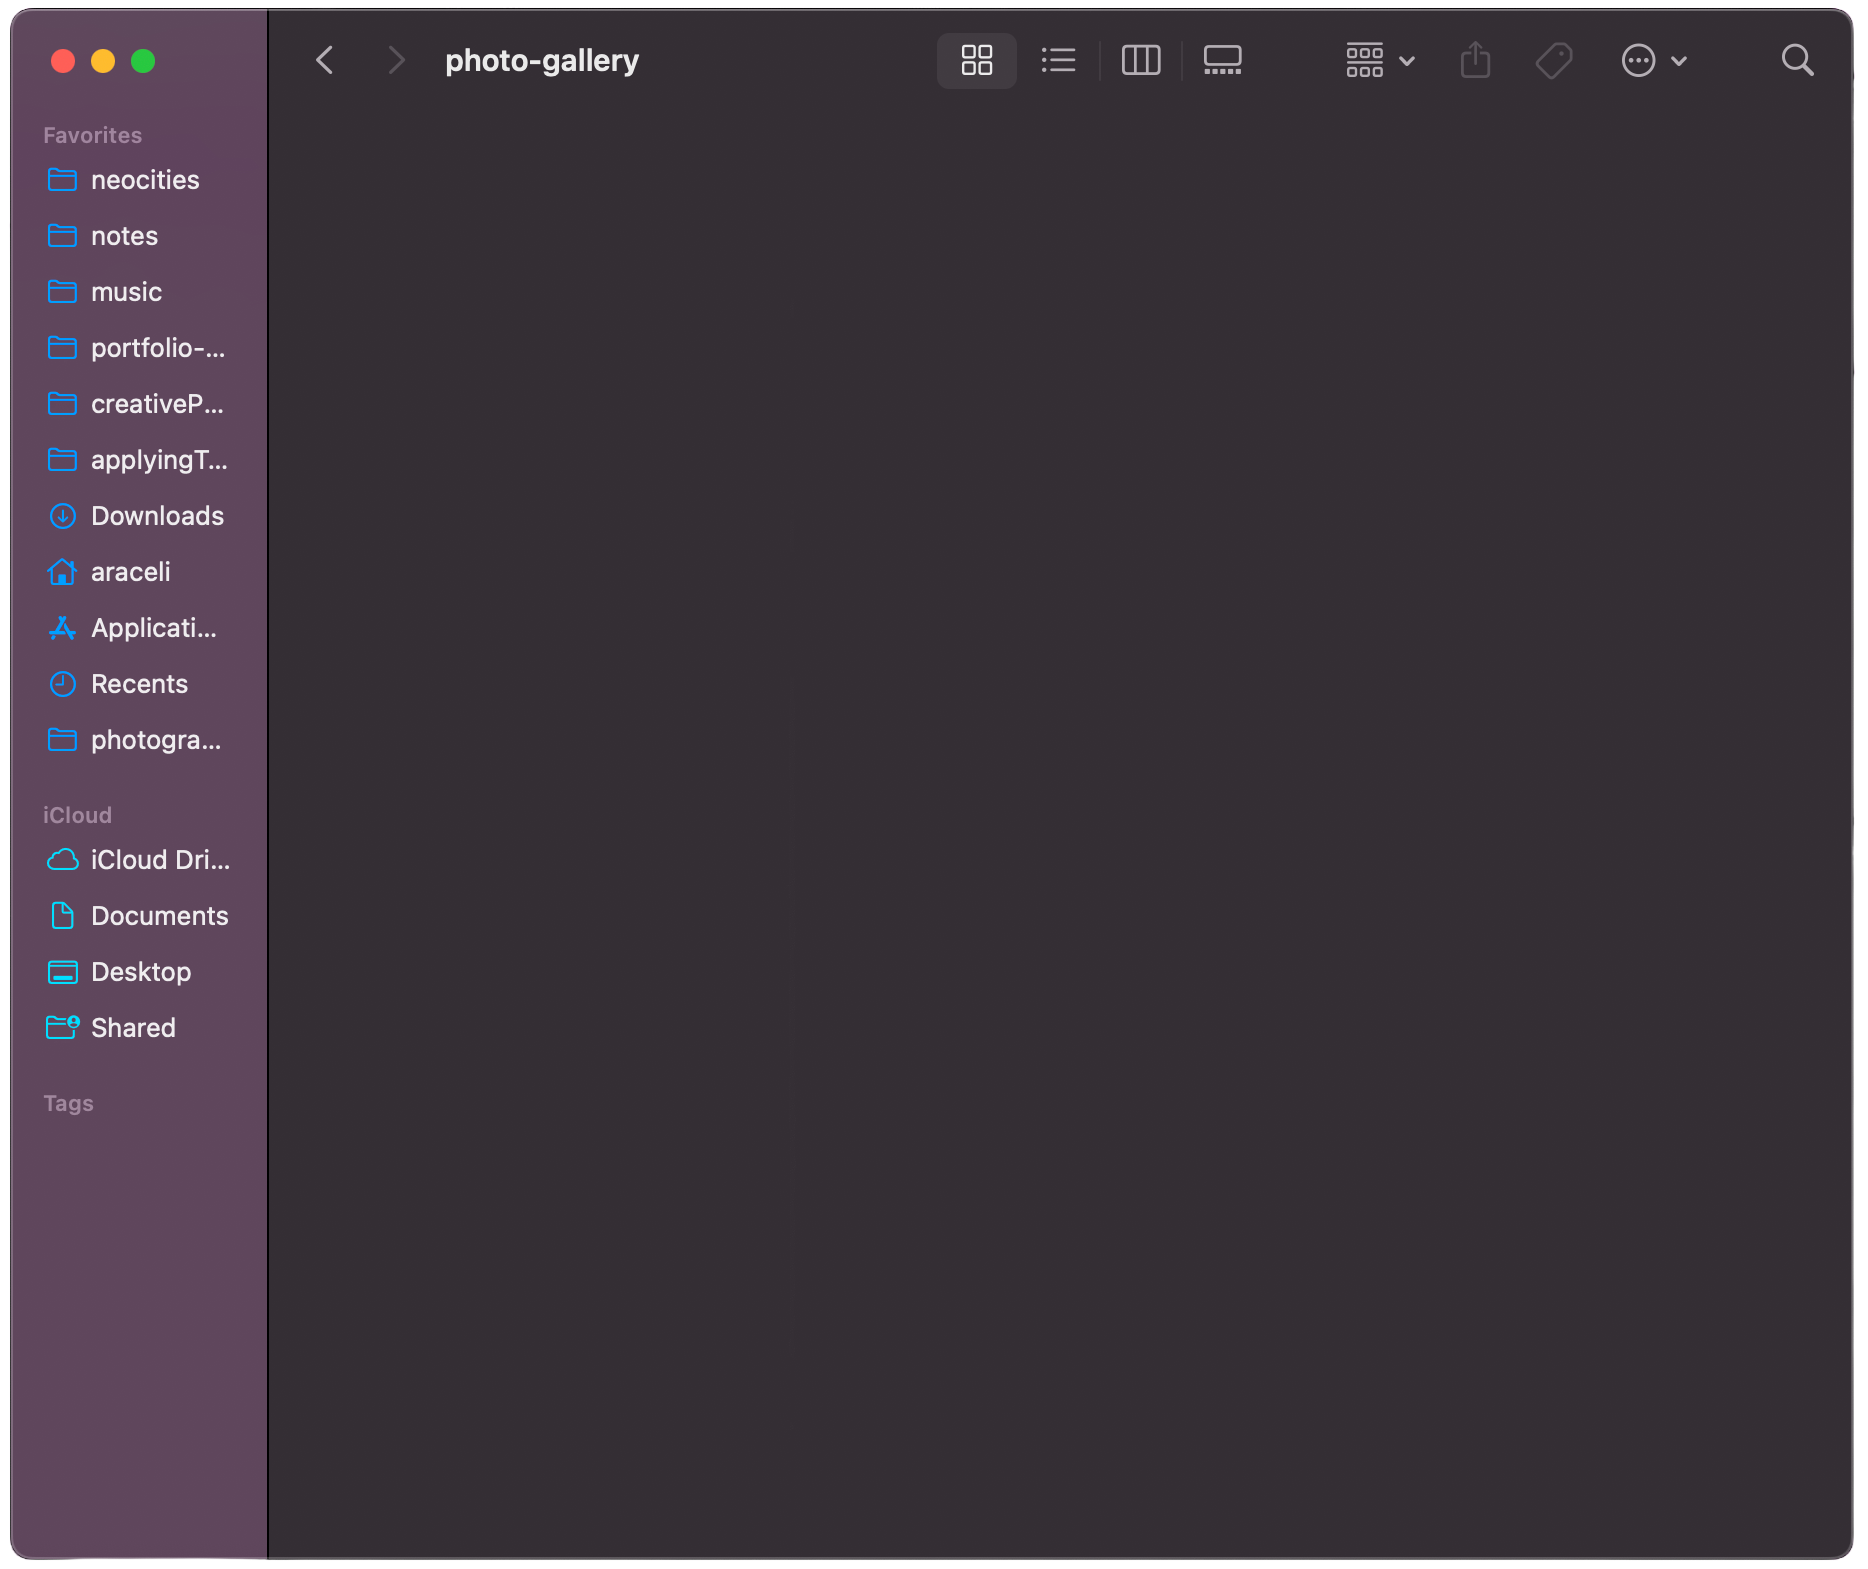 photo-gallery
Favorites
neocities
notes
music
portfolio-...
creativeP...
applyingT...
Downloads
araceli
Applicati...
Recents
photogra...
iCloud
iCloud Dri...
Documents
Desktop
Shared
Tags